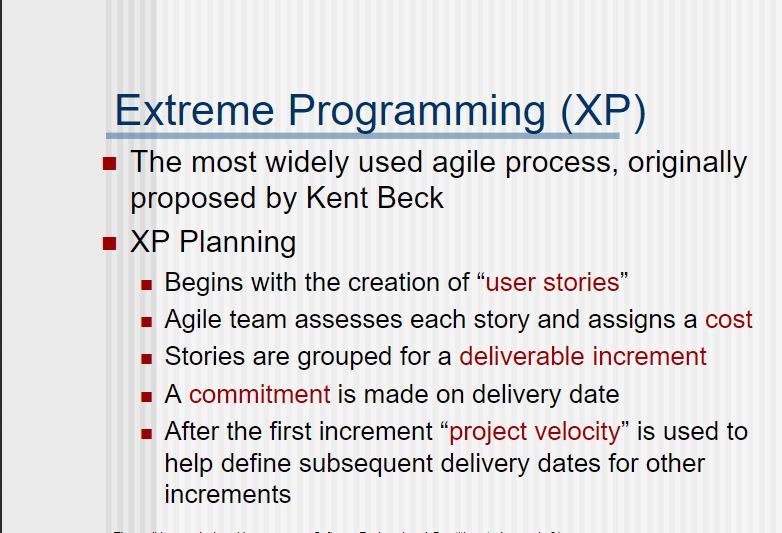 Extreme Programming (XP)
The most widely used agile process, originally
proposed by Kent Beck
XP Planning
Begins with the creation of “user stories”
Agile team assesses each story and assigns a cost
Stories are grouped for a deliverable increment
A commitment is made on delivery date
After the first increment “project velocity” is used to
help define subsequent delivery dates for other
increments